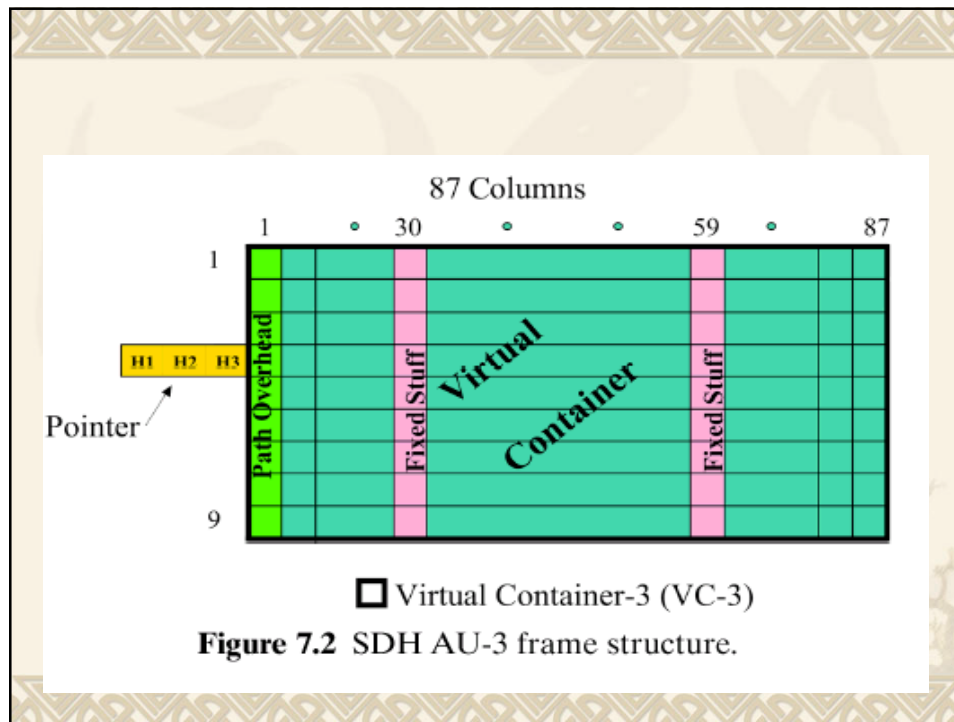 87 Columns
1 30 59 87
1
Path Overhead
Fixed Stuff
Virtual
Container
Fixed Stuff
H1 H2 H3
Pointer
9
Virtual Container-3 (VC-3)
Figure 7.2 SDH AU-3 frame structure.